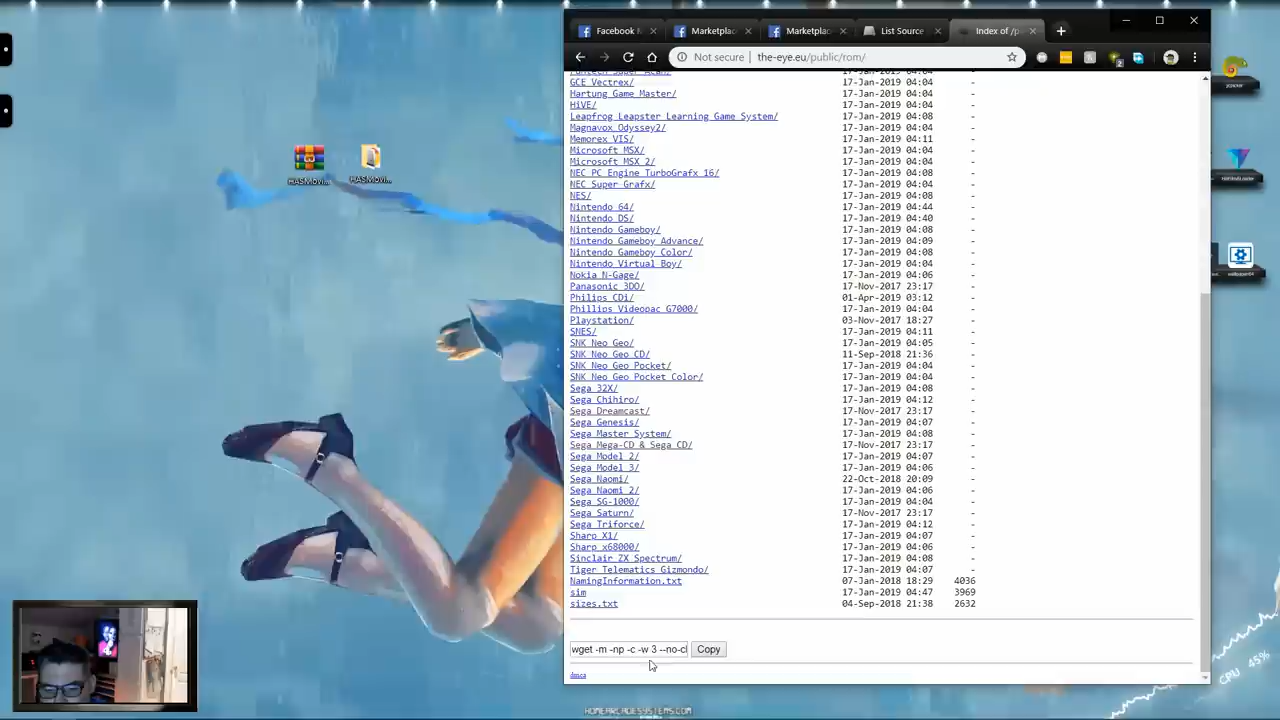 Facebook F
Marketplac
Marketplac
List Source
Index of /p
Not secure
the-eye.eu/public/rom/
GCE Vectrex/ 17-Jan-2019 04:04 -
Hartung Game Master/ 17-Jan-2019 04:04 -
HiVE/ 17-Jan-2019 04:04 -
Leapfrog Leapster Learning Game System/ 17-Jan-2019 04:08 -
Magnavox Odyssey2/ 17-Jan-2019 04:04 -
Memorex VIS/ 17-Jan-2019 04:11 -
Microsoft MSX/ 17-Jan-2019 04:04 -
Microsoft MSX 2/ 17-Jan-2019 04:04 -
NEC PC Engine TurboGrafx 16/ 17-Jan-2019 04:08 -
NEC Super Grafx/ 17-Jan-2019 04:04 -
NES/ 17-Jan-2019 04:08 -
Nintendo 64/ 17-Jan-2019 04:44 -
Nintendo DS/ 17-Jan-2019 04:40 -
Nintendo Gameboy/ 17-Jan-2019 04:08 -
Nintendo Gameboy Advance/ 17-Jan-2019 04:09 -
Nintendo Gameboy Color/ 17-Jan-2019 04:08 -
Nintendo Virtual Boy/ 17-Jan-2019 04:04 -
Nokia N-Gage/ 17-Jan-2019 04:06 -
Panasonic 3DO/ 17-Nov-2017 23:17 -
Philips CDi/ 01-Apr-2019 03:12 -
Phillips Videopac G7000/ 17-Jan-2019 04:04 -
Playstation/ 03-Nov-2017 18:27 -
SNES/ 17-Jan-2019 04:11 -
SNK Neo Geo/ 17-Jan-2019 04:05 -
SNK Neo Geo CD/ 11-Sep-2018 21:36 -
SNK Neo Geo Pocket/ 17-Jan-2019 04:04 -
SNK Neo Geo Pocket Color/ 17-Jan-2019 04:04 -
Sega 32X/ 17-Jan-2019 04:08 -
Sega Chihiro/ 17-Jan-2019 04:12 -
Sega Dreamcast/ 17-Nov-2017 23:17 -
Sega Genesis/ 17-Jan-2019 04:07 -
Sega Master System/ 17-Jan-2019 04:08 -
Sega Mega-CD & Sega CD/ 17-Nov-2017 23:17 -
Sega Model 2/ 17-Jan-2019 04:07 -
Sega Model 3/ 17-Jan-2019 04:06 -
Sega Naomi/ 22-Oct-2018 20:09 -
Sega Naomi 2/ 17-Jan-2019 04:06 -
Sega SG-1000/ 17-Jan-2019 04:04 -
Sega Saturn/ 17-Nov-2017 23:17 -
Sega Triforce/ 17-Jan-2019 04:12 -
Sharp X1/ 17-Jan-2019 04:07 -
Sharp x68000/ 17-Jan-2019 04:06 -
Sinclair ZX Spectrum/ 17-Jan-2019 04:08 -
Tiger Telematics Gizmondo/ 17-Jan-2019 04:07 -
NamingInformation.txt 07-Jan-2018 18:29 4036
sim 17-Jan-2019 04:47 3969
sizes.txt 04-Sep-2018 21:38 2632
wget -m -np -c -w 3 --no-cl
Copy
HASMovi...
HASMovi...
CPU 45%
HOMEARCADESYSTEMS.COM